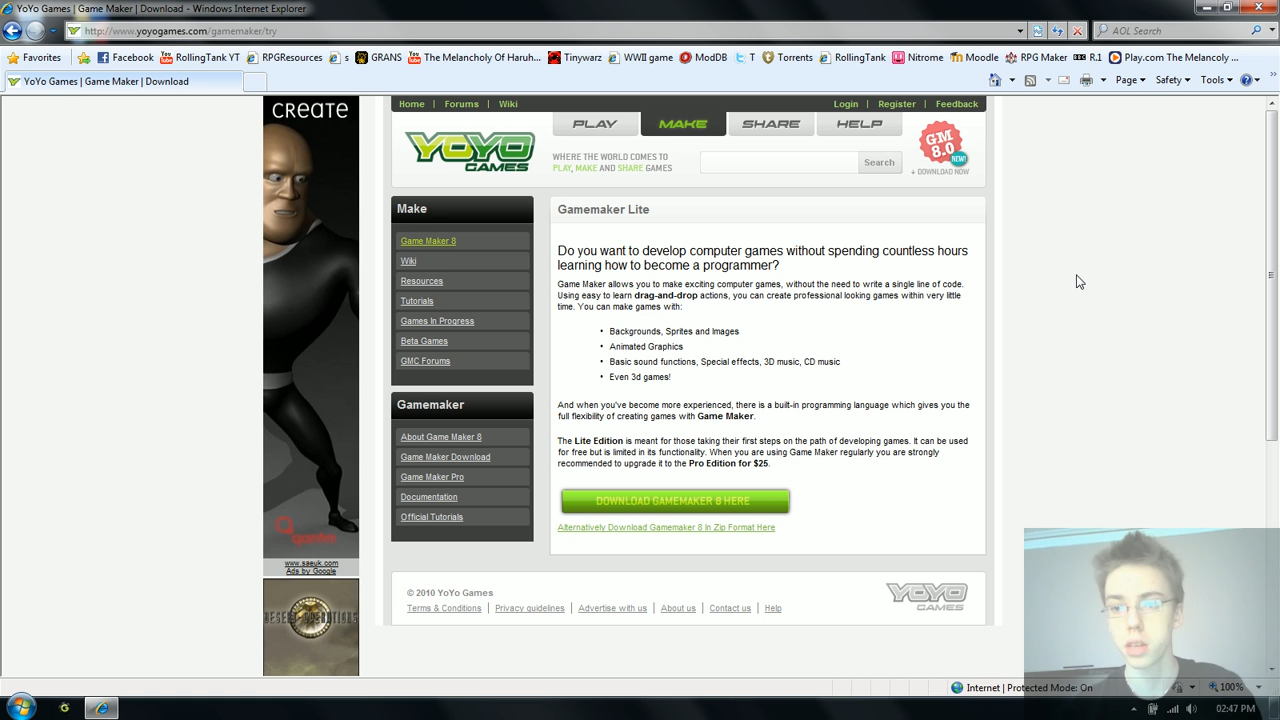 YoYo Games | Game Maker | Download - Windows Internet Explorer
http://www.yoyogames.com/gamemaker/try
AOL Search
Favorites
Facebook
RollingTank YT
RPGResources
s
GRANS
The Melancholy Of Haruh...
Tinywarz
WWII game
ModDB
T
Torrents
RollingTank
Nitrome
Moodle
RPG Maker
R.1
Play.com The Melancoly ...
YoYo Games | Game Maker | Download
Page
Safety
Tools
CREATE
Home | Forums | Wiki
Login | Register | Feedback
YOYO GAMES
PLAY
MAKE
SHARE
HELP
WHERE THE WORLD COMES TO
PLAY, MAKE AND SHARE GAMES
Search
GM 8.0
NEW!
DOWNLOAD NOW
Make
Game Maker 8
Wiki
Resources
Tutorials
Games In Progress
Beta Games
GMC Forums
Gamemaker
About Game Maker 8
Game Maker Download
Game Maker Pro
Documentation
Official Tutorials
Gamemaker Lite
Do you want to develop computer games without spending countless hours
learning how to become a programmer?
Game Maker allows you to make exciting computer games, without the need to write a single line of code.
Using easy to learn drag-and-drop actions, you can create professional looking games within very little
time. You can make games with:
• Backgrounds, Sprites and Images
• Animated Graphics
• Basic sound functions, Special effects, 3D music, CD music
• Even 3d games!
And when you've become more experienced, there is a built-in programming language which gives you the
full flexibility of creating games with Game Maker.
The Lite Edition is meant for those taking their first steps on the path of developing games. It can be used
for free but is limited in its functionality. When you are using Game Maker regularly you are strongly
recommended to upgrade it to the Pro Edition for $25.
DOWNLOAD GAMEMAKER 8 HERE
Alternatively Download Gamemaker 8 In Zip Format Here
www.saeuk.com
Ads by Google
DESERT OPERATIONS
© 2010 YoYo Games
Terms & Conditions | Privacy guidelines | Advertise with us | About us | Contact us | Help
YOYO GAMES
Internet | Protected Mode: On
100%
02:47 PM